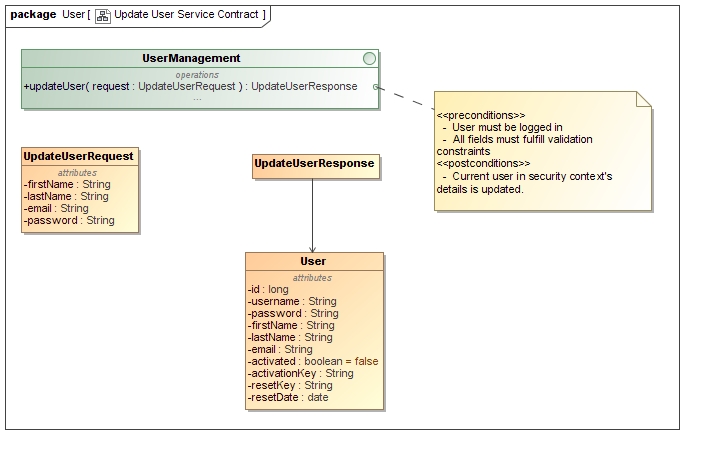 package User [ Update User Service Contract ]
UserManagement
operations
+updateUser( request : UpdateUserRequest ) : UpdateUserResponse
...
<<preconditions>>
- User must be logged in
- All fields must fulfill validation
constraints
<<postconditions>>
- Current user in security context's
details is updated.
UpdateUserRequest
attributes
-firstName : String
-lastName : String
-email : String
-password : String
UpdateUserResponse
User
attributes
-id : long
-username : String
-password : String
-firstName : String
-lastName : String
-email : String
-activated : boolean = false
-activationKey : String
-resetKey : String
-resetDate : date